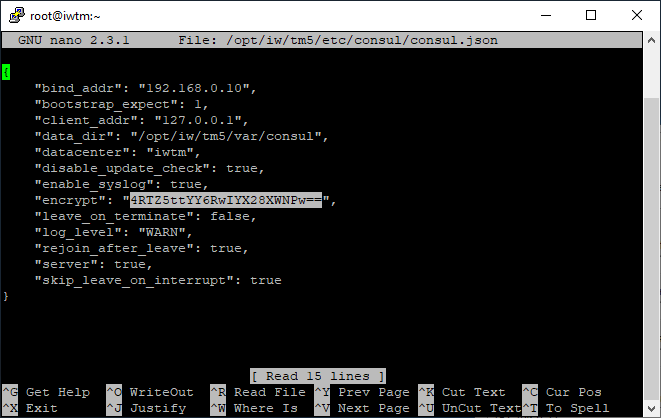 root@iwtm:~
GNU nano 2.3.1 File: /opt/iw/tm5/etc/consul/consul.json
{
"bind_addr": "192.168.0.10",
"bootstrap_expect": 1,
"client_addr": "127.0.0.1",
"data_dir": "/opt/iw/tm5/var/consul",
"datacenter": "iwtm",
"disable_update_check": true,
"enable_syslog": true,
"encrypt": "4RTZ5ttYY6RwIYX28XWNPw==",
"leave_on_terminate": false,
"log_level": "WARN",
"rejoin_after_leave": true,
"server": true,
"skip_leave_on_interrupt": true
}
[ Read 15 lines ]
^G Get Help ^O WriteOut ^R Read File ^Y Prev Page ^K Cut Text ^C Cur Pos
^X Exit ^J Justify ^W Where Is ^V Next Page ^U UnCut Text ^T To Spell